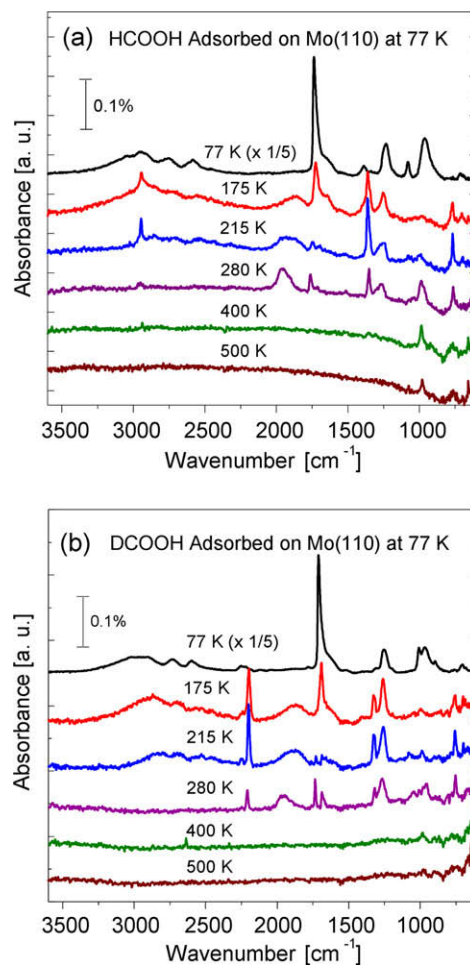 (a) HCOOH Adsorbed on Mo(110) at 77 K
0.1%
77 K (x 1/5)
175 K
215 K
280 K
400 K
500 K
Absorbance [a. u.]
3500 3000 2500 2000 1500 1000
Wavenumber [cm⁻¹]
(b) DCOOH Adsorbed on Mo(110) at 77 K
0.1%
77 K (x 1/5)
175 K
215 K
280 K
400 K
500 K
Absorbance [a. u.]
3500 3000 2500 2000 1500 1000
Wavenumber [cm⁻¹]